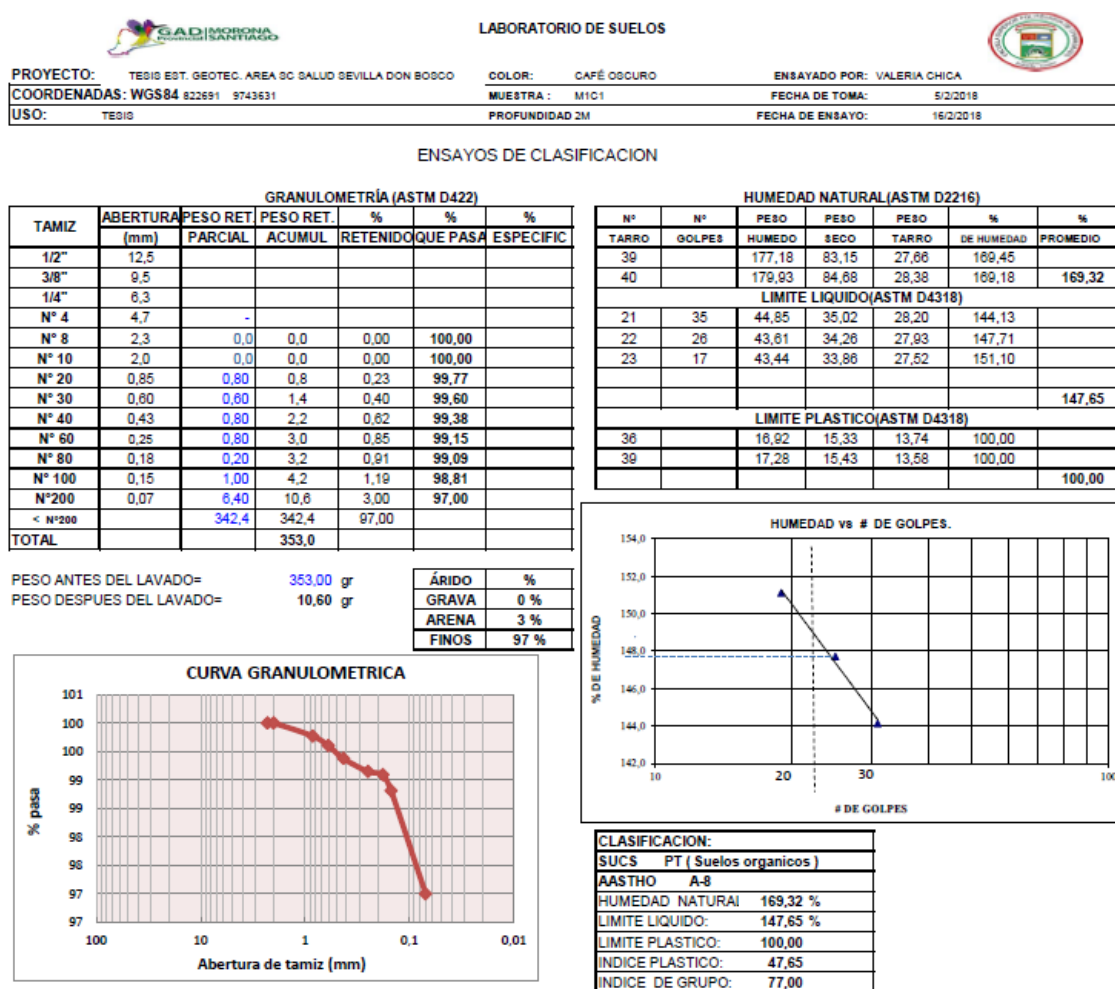 GAD MORONA
Provincial SANTIAGO
LABORATORIO DE SUELOS
PROYECTO: TESIS EST. GEOTEC. AREA SC SALUD SEVILLA DON BOSCO COLOR: CAFÉ OSCURO ENSAYADO POR: VALERIA CHICA
COORDENADAS: WGS84 822691 9743631 MUESTRA : M1C1 FECHA DE TOMA: 5/2/2018
USO: TESIS PROFUNDIDAD 2M FECHA DE ENSAYO: 16/2/2018
ENSAYOS DE CLASIFICACION
GRANULOMETRÍA (ASTM D422)
TAMIZ ABERTURA PESO RET. PESO RET. % % %
(mm) PARCIAL ACUMUL RETENIDO QUE PASA ESPECIFIC
1/2" 12,5
3/8" 9,5
1/4" 6,3
N° 4 4,7 -
N° 8 2,3 0,0 0,0 0,00 100,00
N° 10 2,0 0,0 0,0 0,00 100,00
N° 20 0,85 0,80 0,8 0,23 99,77
N° 30 0,60 0,60 1,4 0,40 99,60
N° 40 0,43 0,80 2,2 0,62 99,38
N° 60 0,25 0,80 3,0 0,85 99,15
N° 80 0,18 0,20 3,2 0,91 99,09
N° 100 0,15 1,00 4,2 1,19 98,81
N°200 0,07 6,40 10,6 3,00 97,00
< N°200 342,4 342,4 97,00
TOTAL 353,0
PESO ANTES DEL LAVADO= 353,00 gr
PESO DESPUES DEL LAVADO= 10,60 gr
ÁRIDO %
GRAVA 0 %
ARENA 3 %
FINOS 97 %
HUMEDAD NATURAL(ASTM D2216)
N° N° PESO PESO PESO % %
TARRO GOLPES HUMEDO SECO TARRO DE HUMEDAD PROMEDIO
39 177,18 83,15 27,66 169,45
40 179,93 84,68 28,38 169,18 169,32
LIMITE LIQUIDO(ASTM D4318)
21 35 44,85 35,02 28,20 144,13
22 26 43,61 34,26 27,93 147,71
23 17 43,44 33,86 27,52 151,10
147,65
LIMITE PLASTICO(ASTM D4318)
36 16,92 15,33 13,74 100,00
39 17,28 15,43 13,58 100,00
100,00
HUMEDAD vs # DE GOLPES.
% DE HUMEDAD
154,0
152,0
150,0
148,0
146,0
144,0
142,0
10 20 30 100
# DE GOLPES
CURVA GRANULOMETRICA
% pasa
101
100
100
99
99
98
98
97
97
100 10 1 0,1 0,01
Abertura de tamiz (mm)
CLASIFICACION:
SUCS PT ( Suelos organicos )
AASTHO A-8
HUMEDAD NATURAL 169,32 %
LIMITE LIQUIDO: 147,65 %
LIMITE PLASTICO: 100,00
INDICE PLASTICO: 47,65
INDICE DE GRUPO: 77,00